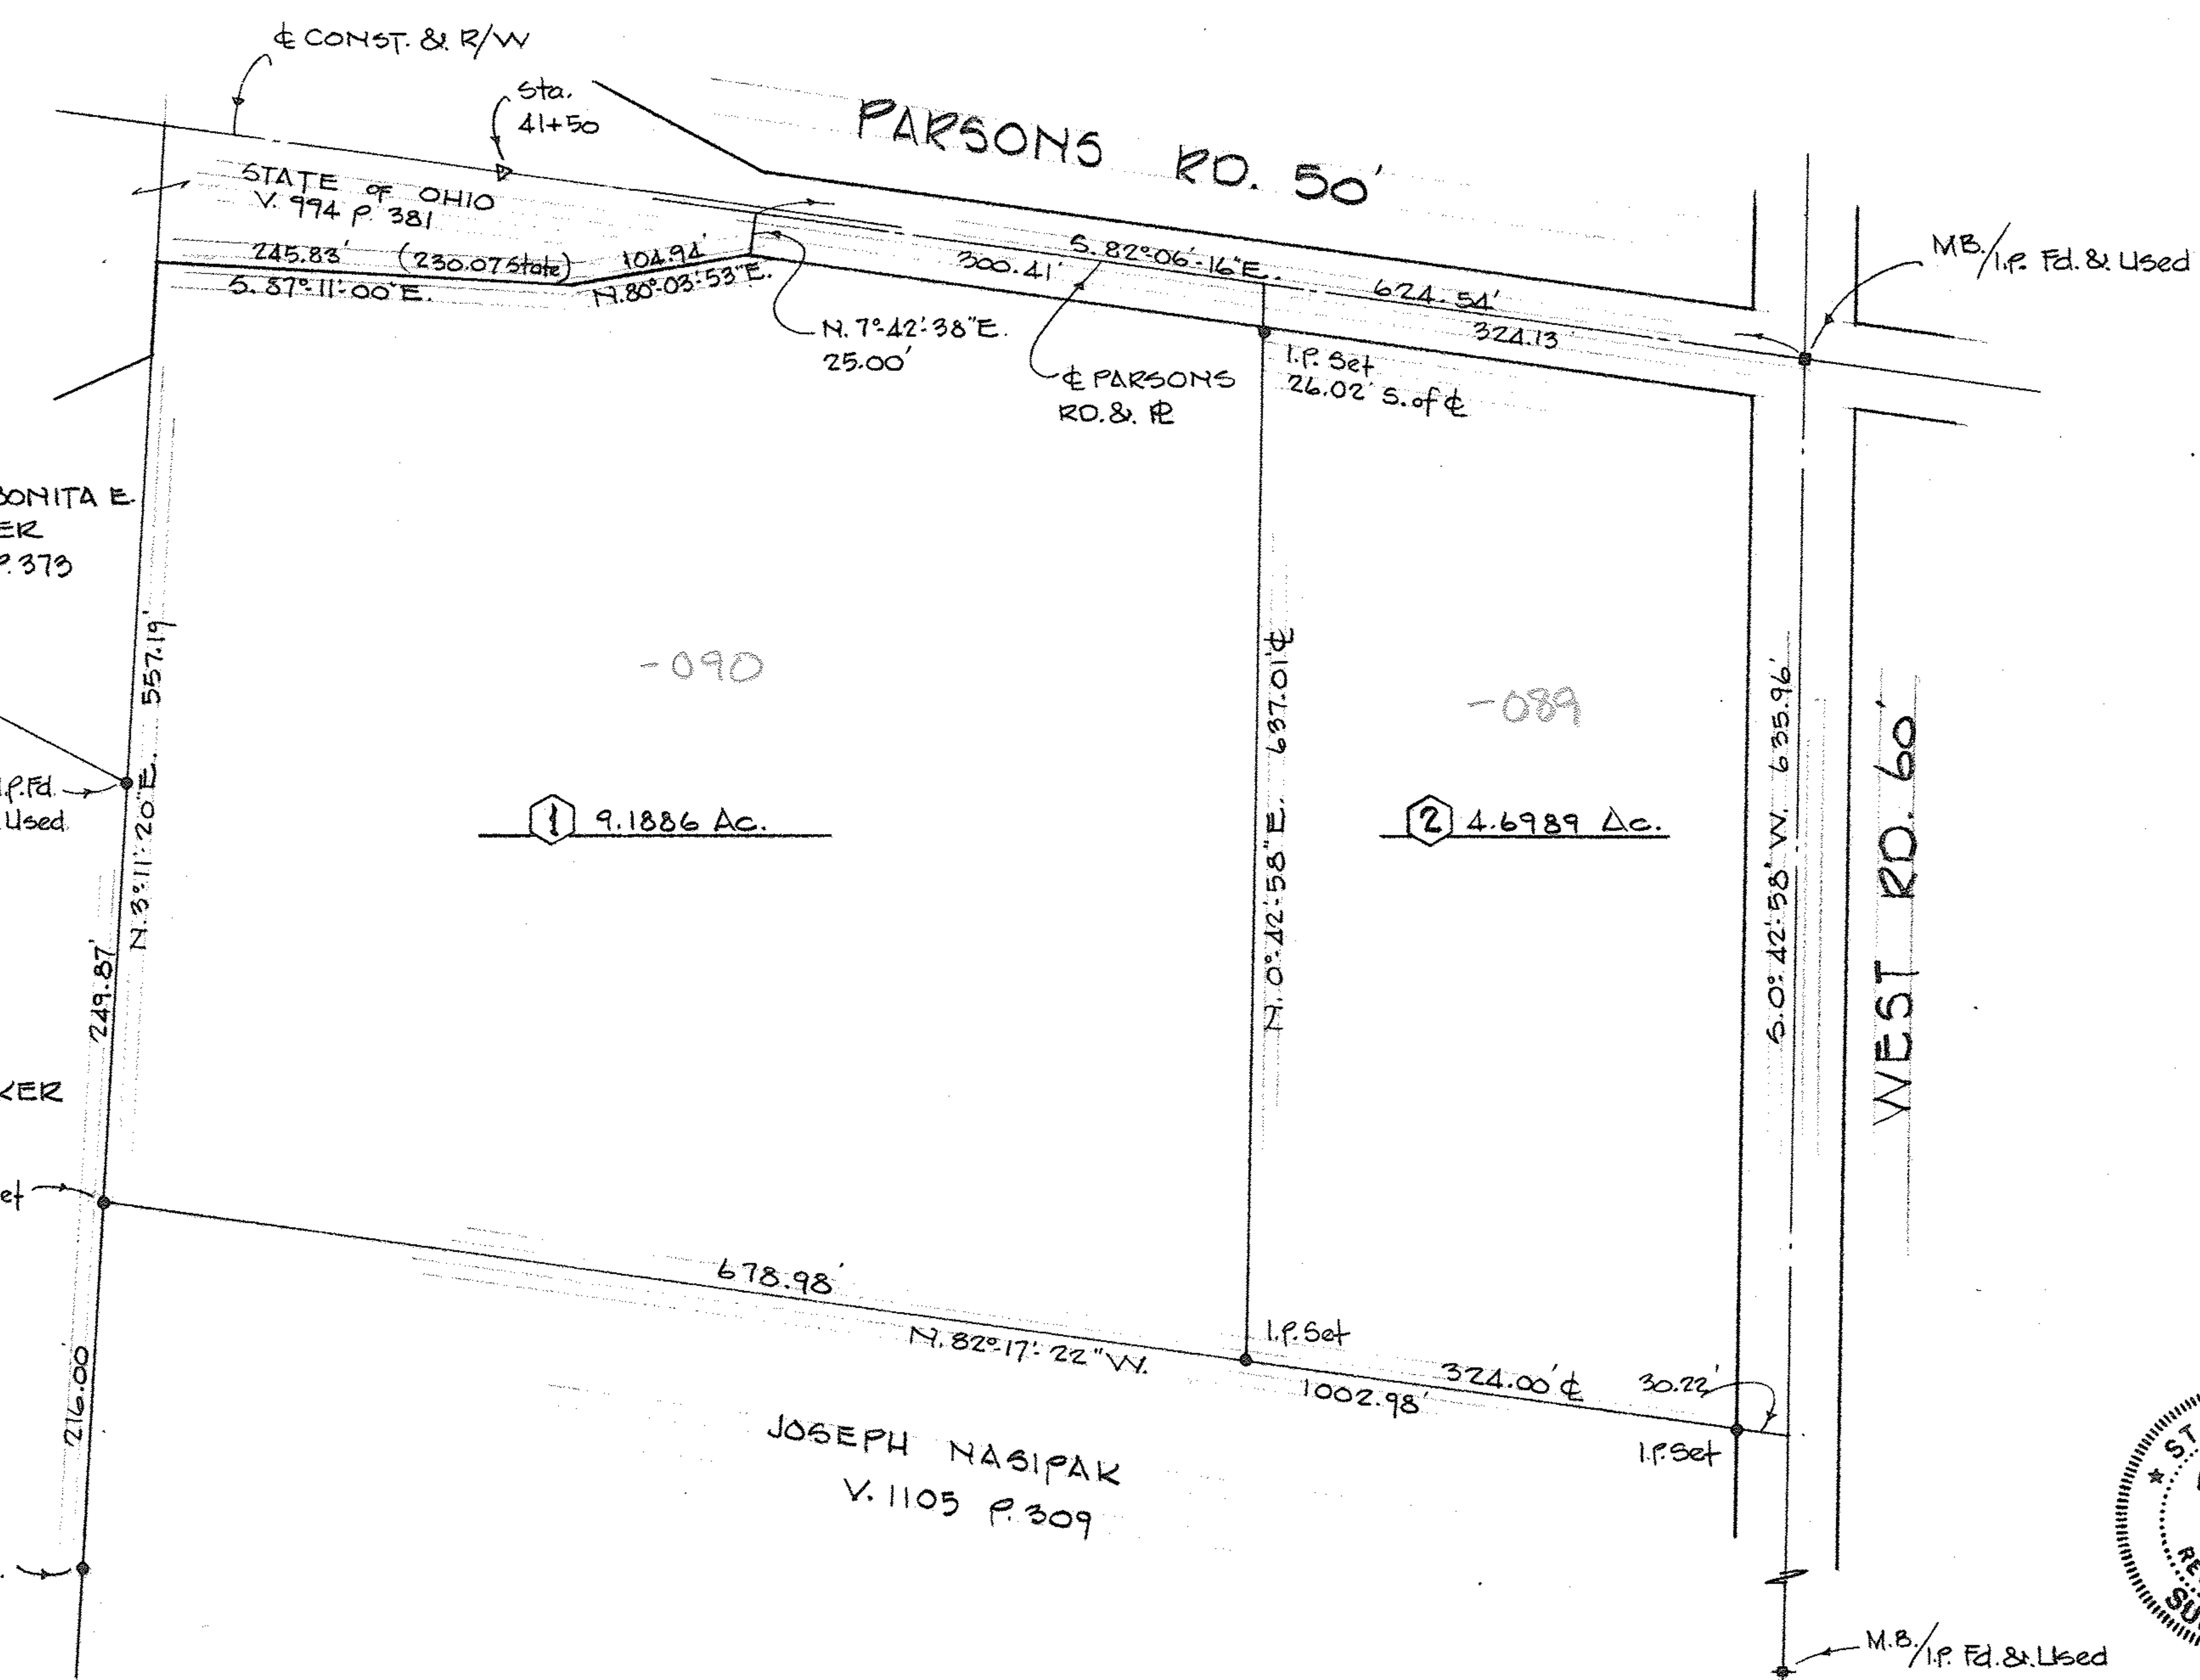 ℄ CONST. & R/W
Sta.
41+50
PARSONS RD. 50'
STATE of OHIO
V. 994 P. 381
245.83' (230.07 State) 104.94'
S. 87°-11'-00"E. N. 80°-03'-53"E.
S. 82°-06'-16"E.
300.41' 624.54'
324.13'
MB./I.P. Fd. & Used
N. 7°-42'-38"E.
25.00'
℄ PARSONS
RD. & ℙL
I.P. Set
26.02' S. of ℄
BONITA E.
ER
P. 373
N. 3°-11'-20"E. 557.19'
-090
N. 0°-42'-58"E. 637.01'℄
-089
S. 0°-42'-58"W. 635.96'
WEST RD. 60'
I.P. Fd.
Used
1 9.1886 Ac.
2 4.6989 Ac.
249.87'
KER
et
678.98'
N. 82°-17'-22"W.
I.P. Set
324.00'℄ 30.22'
1002.98'
I.P. Set
216.00'
JOSEPH NASIPAK
V. 1105 P. 309
M.B./I.P. Fd. & Used